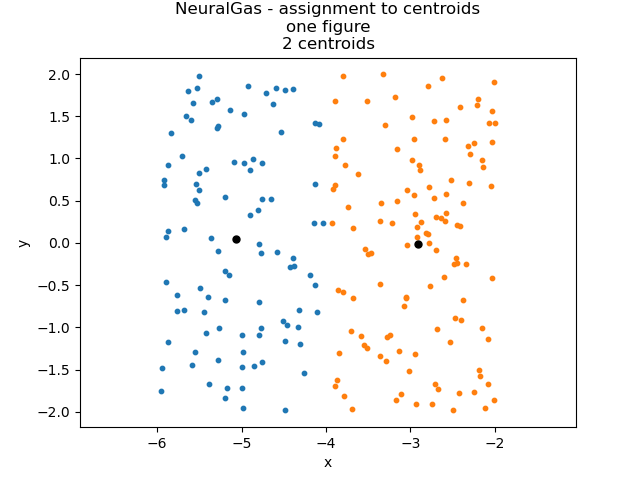 NeuralGas - assignment to centroids
one figure
2 centroids
2.0
1.5
1.0
0.5
0.0
−0.5
−1.0
−1.5
−2.0
y
−6
−5
−4
−3
−2
x